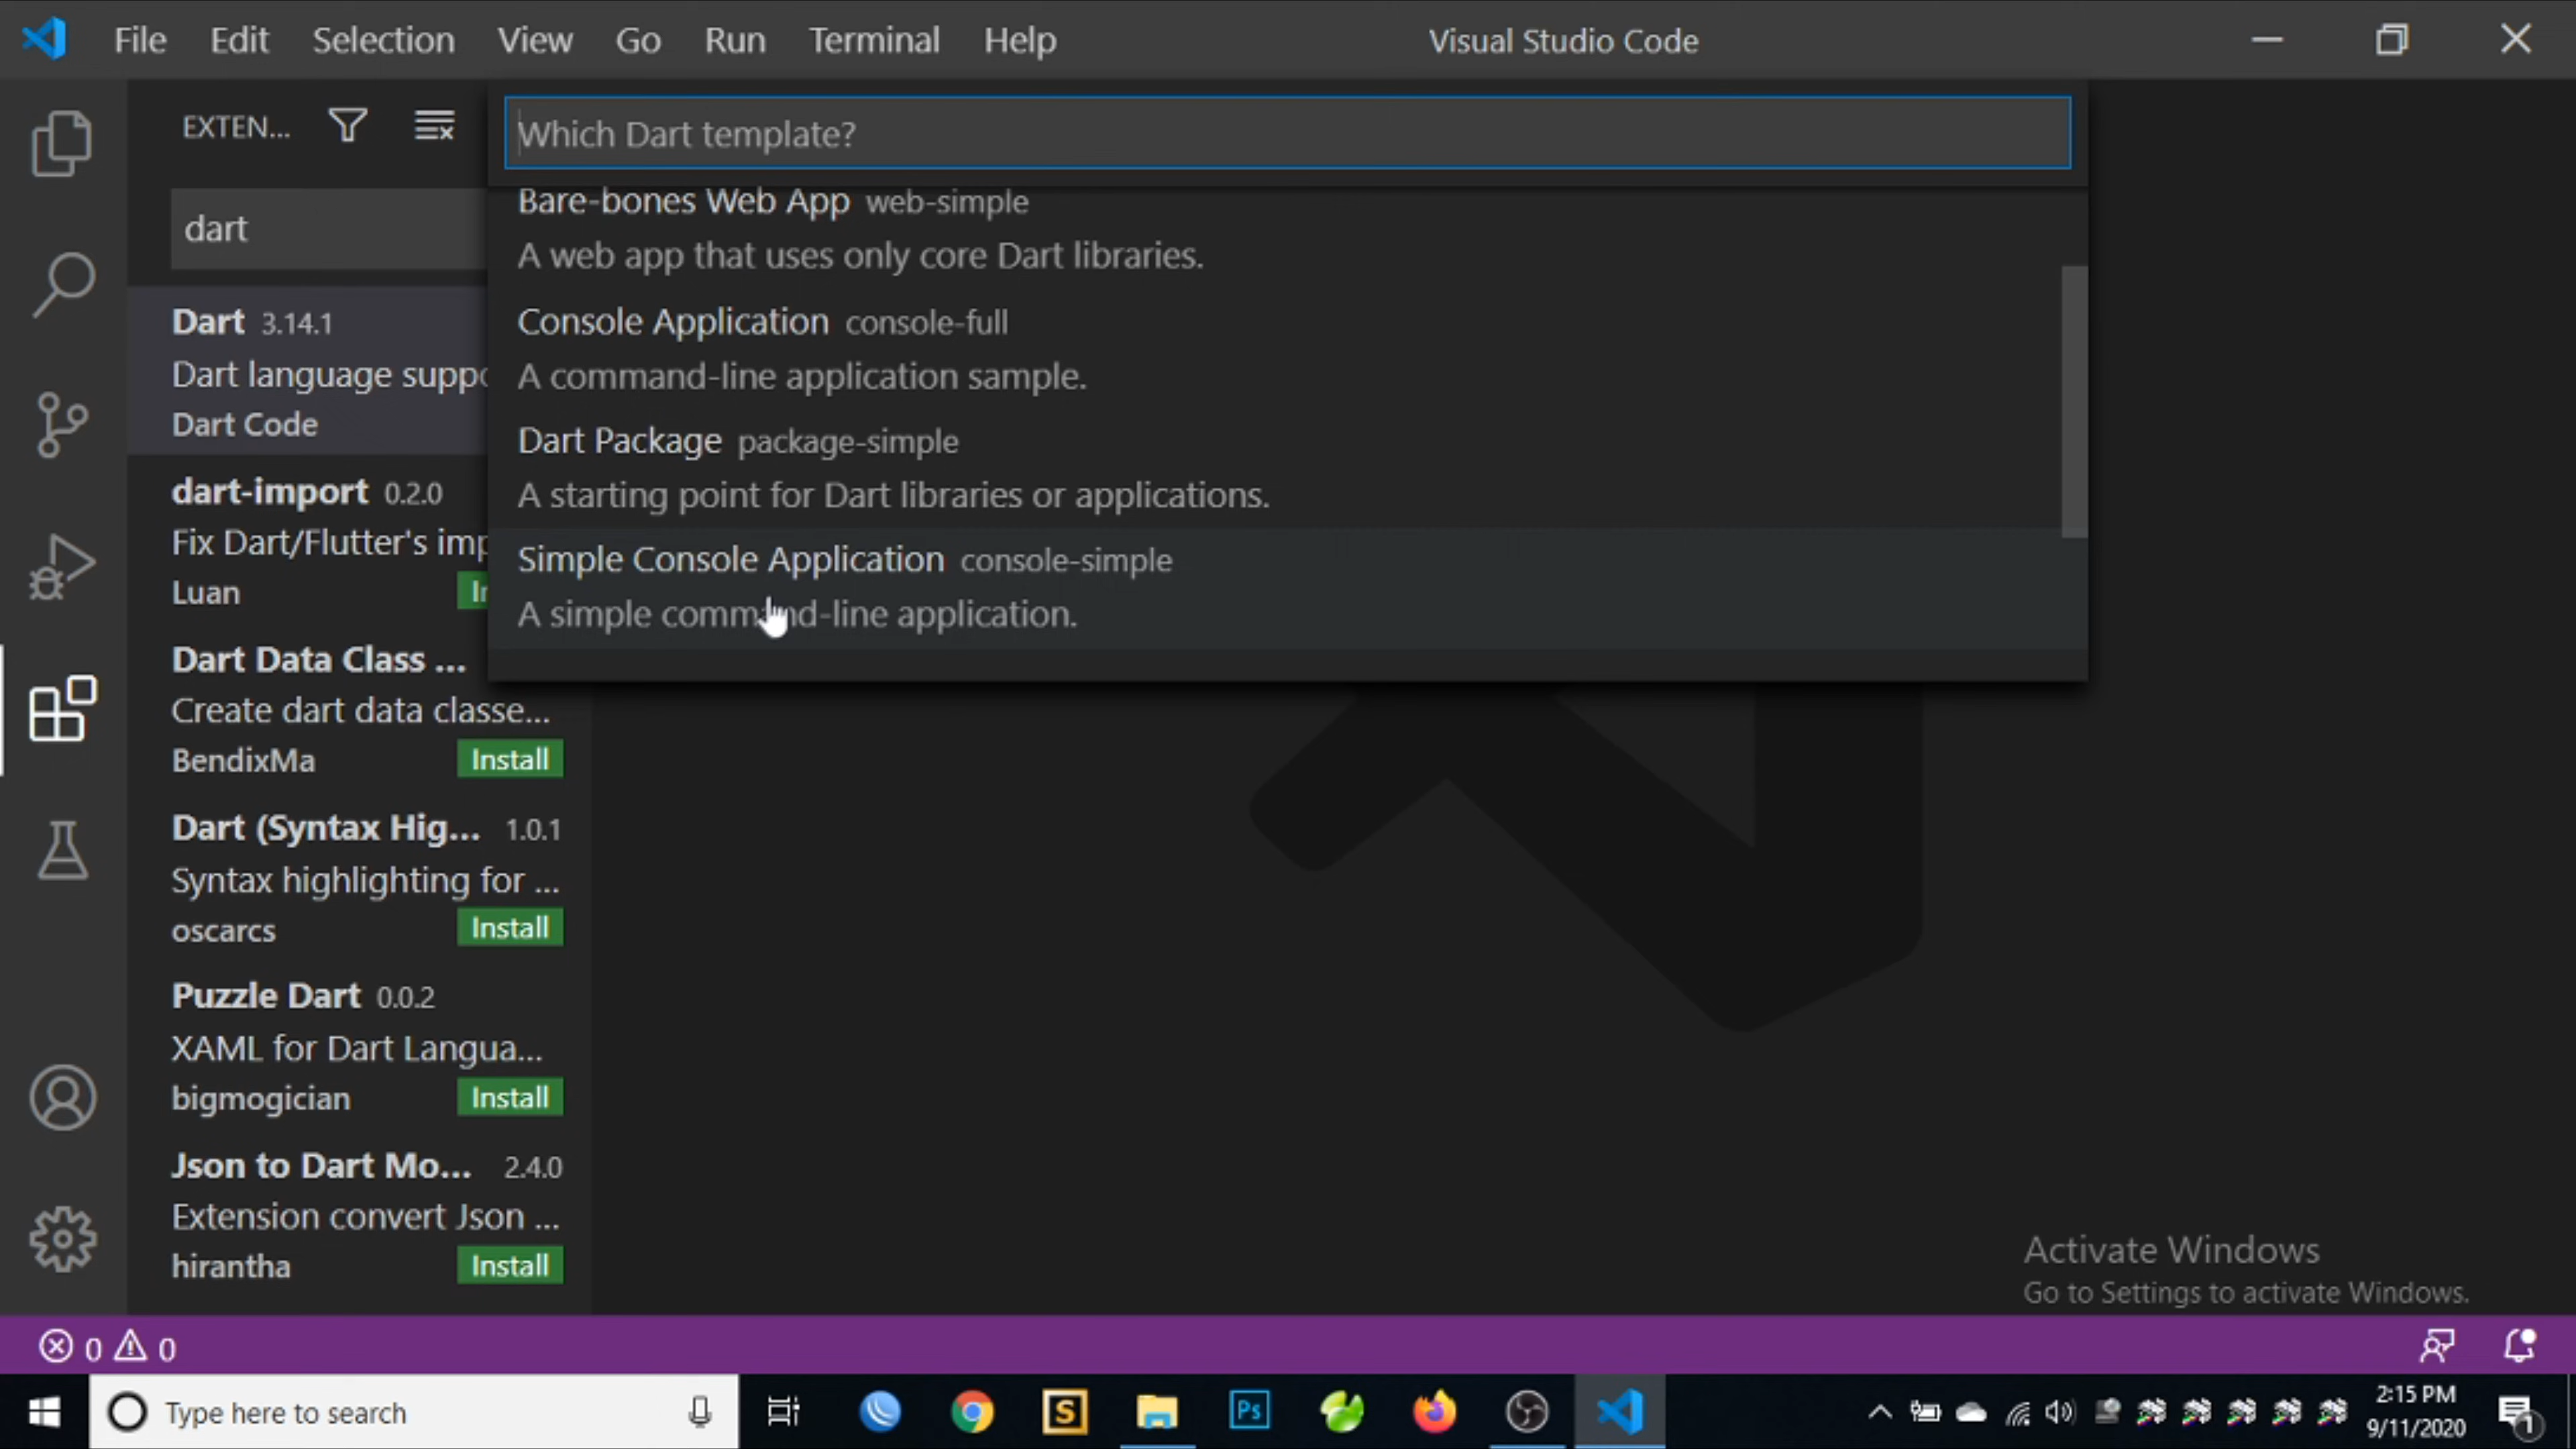 File Edit Selection View Go Run Terminal Help Visual Studio Code
EXTEN...
dart
Dart 3.14.1
Dart language suppo
Dart Code
dart-import 0.2.0
Fix Dart/Flutter's imp
Luan In
Dart Data Class ...
Create dart data classe...
BendixMa Install
Dart (Syntax Hig... 1.0.1
Syntax highlighting for ...
oscarcs Install
Puzzle Dart 0.0.2
XAML for Dart Langua...
bigmogician Install
Json to Dart Mo... 2.4.0
Extension convert Json ...
hirantha Install
Which Dart template?
Bare-bones Web App web-simple
A web app that uses only core Dart libraries.
Console Application console-full
A command-line application sample.
Dart Package package-simple
A starting point for Dart libraries or applications.
Simple Console Application console-simple
A simple command-line application.
Activate Windows
Go to Settings to activate Windows.
0 0
Type here to search
S
Ps
2:15 PM
9/11/2020
1